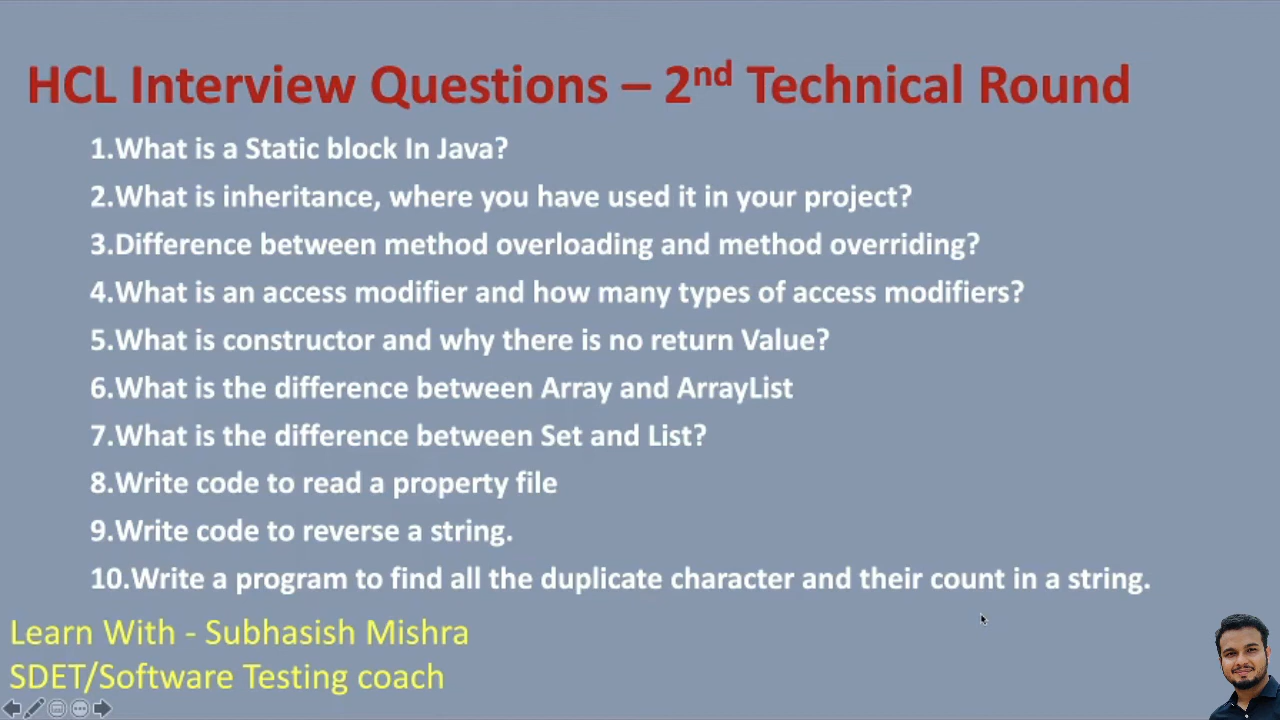 HCL Interview Questions – 2nd Technical Round
1.What is a Static block In Java?
2.What is inheritance, where you have used it in your project?
3.Difference between method overloading and method overriding?
4.What is an access modifier and how many types of access modifiers?
5.What is constructor and why there is no return Value?
6.What is the difference between Array and ArrayList
7.What is the difference between Set and List?
8.Write code to read a property file
9.Write code to reverse a string.
10.Write a program to find all the duplicate character and their count in a string.
Learn With - Subhasish Mishra
SDET/Software Testing coach